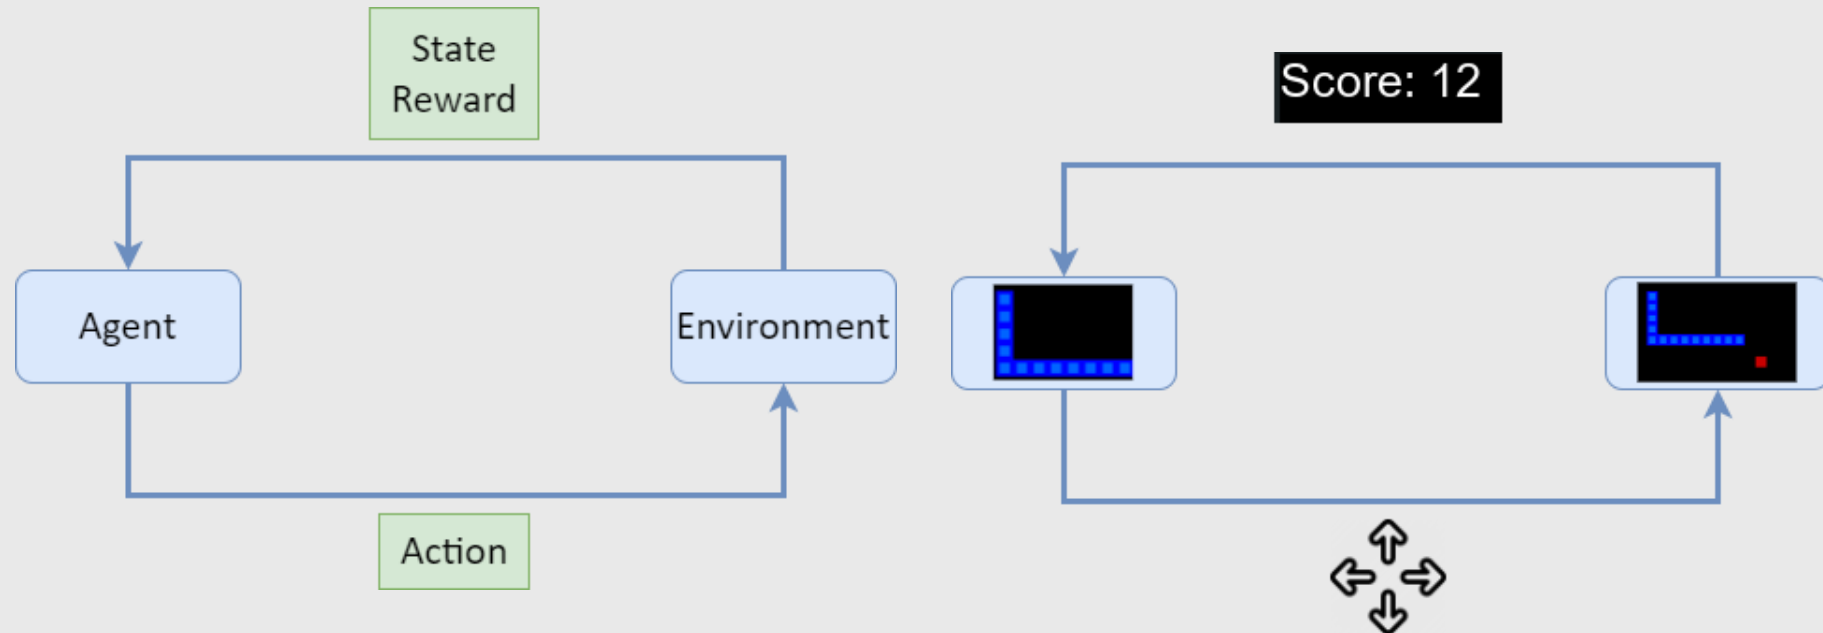 State
Reward
Agent
Environment
Action
Score: 12